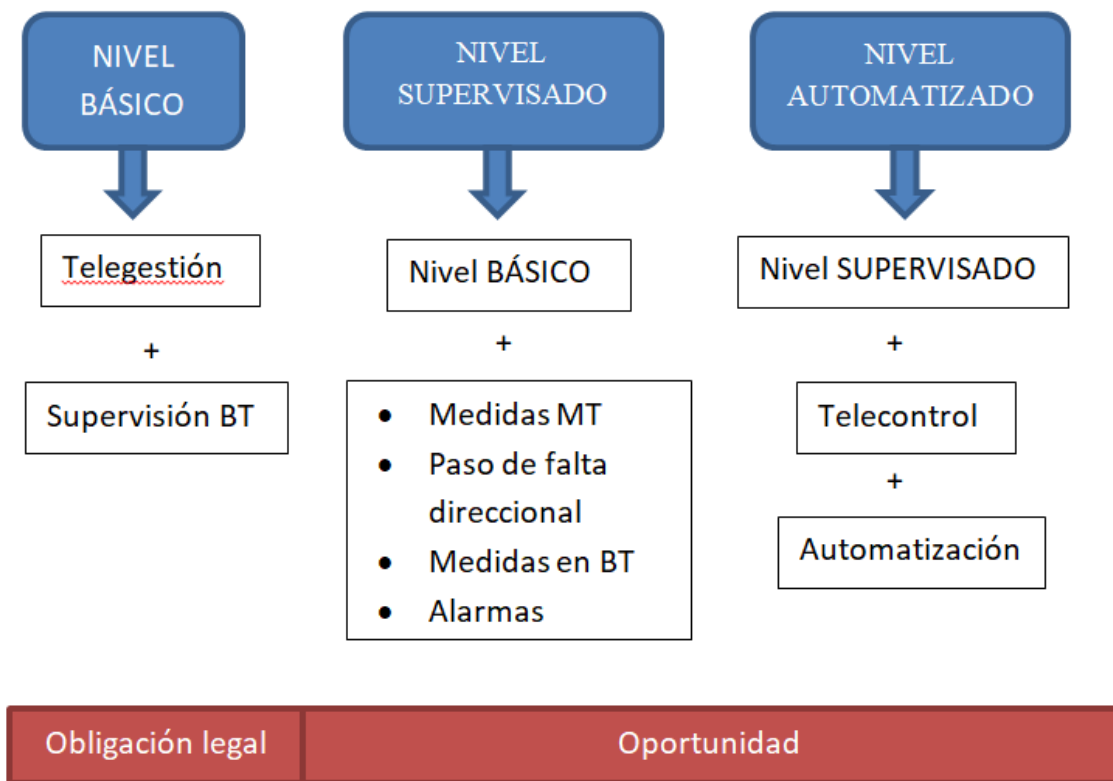 NIVEL
BÁSICO
Telegestión
+
Supervisión BT
NIVEL
SUPERVISADO
Nivel BÁSICO
+
• Medidas MT
• Paso de falta
direccional
• Medidas en BT
• Alarmas
NIVEL
AUTOMATIZADO
Nivel SUPERVISADO
+
Telecontrol
+
Automatización
Obligación legal
Oportunidad